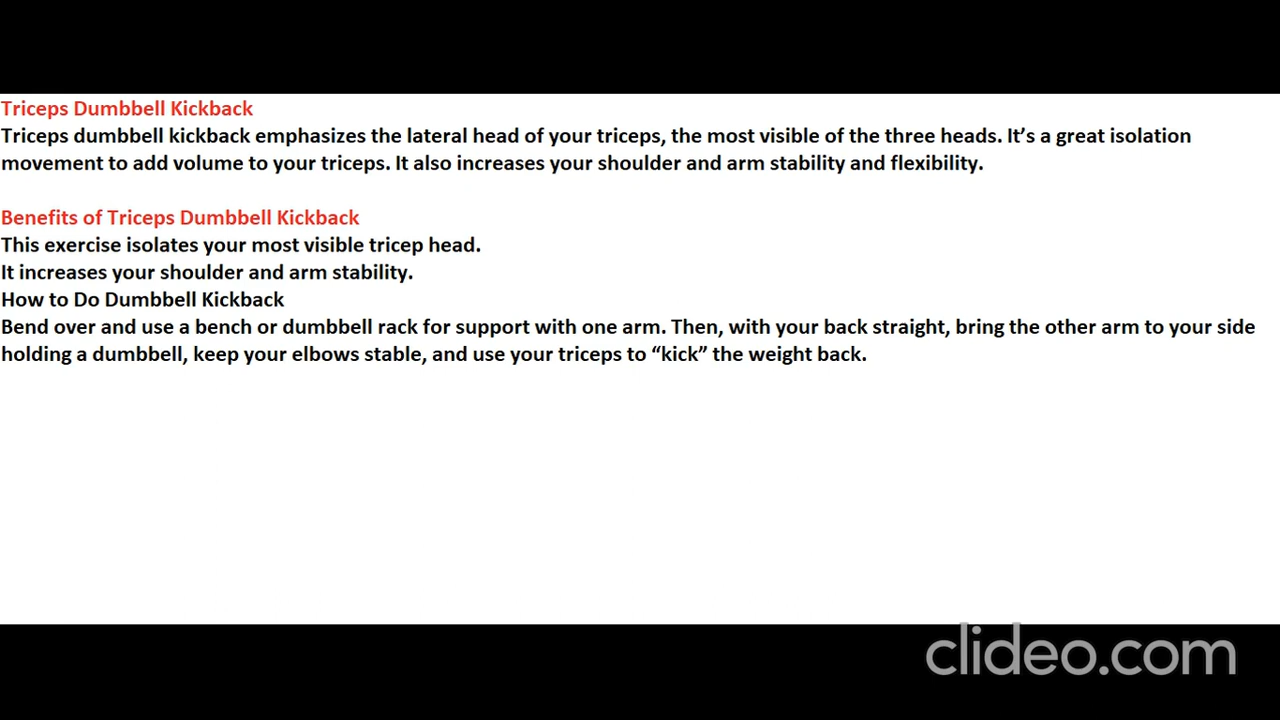 Triceps Dumbbell Kickback
Triceps dumbbell kickback emphasizes the lateral head of your triceps, the most visible of the three heads. It’s a great isolation
movement to add volume to your triceps. It also increases your shoulder and arm stability and flexibility.
Benefits of Triceps Dumbbell Kickback
This exercise isolates your most visible tricep head.
It increases your shoulder and arm stability.
How to Do Dumbbell Kickback
Bend over and use a bench or dumbbell rack for support with one arm. Then, with your back straight, bring the other arm to your side
holding a dumbbell, keep your elbows stable, and use your triceps to “kick” the weight back.
clideo.com